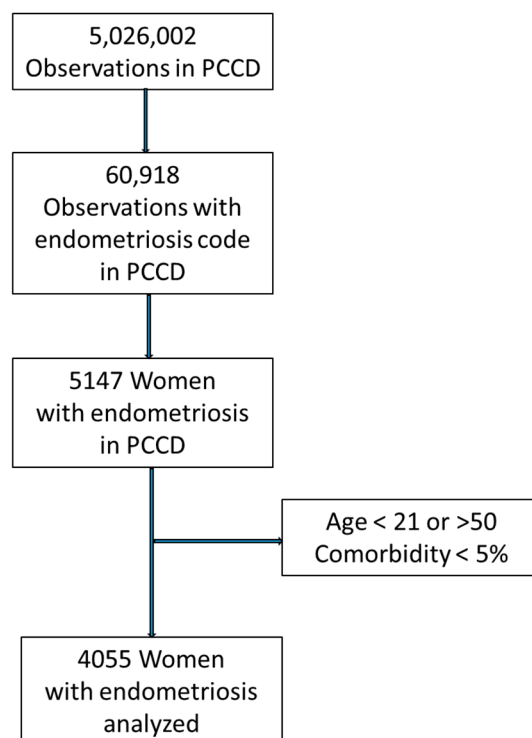 5,026,002
Observations in PCCD
60,918
Observations with
endometriosis code
in PCCD
5147 Women
with endometriosis
in PCCD
Age < 21 or >50
Comorbidity < 5%
4055 Women
with endometriosis
analyzed